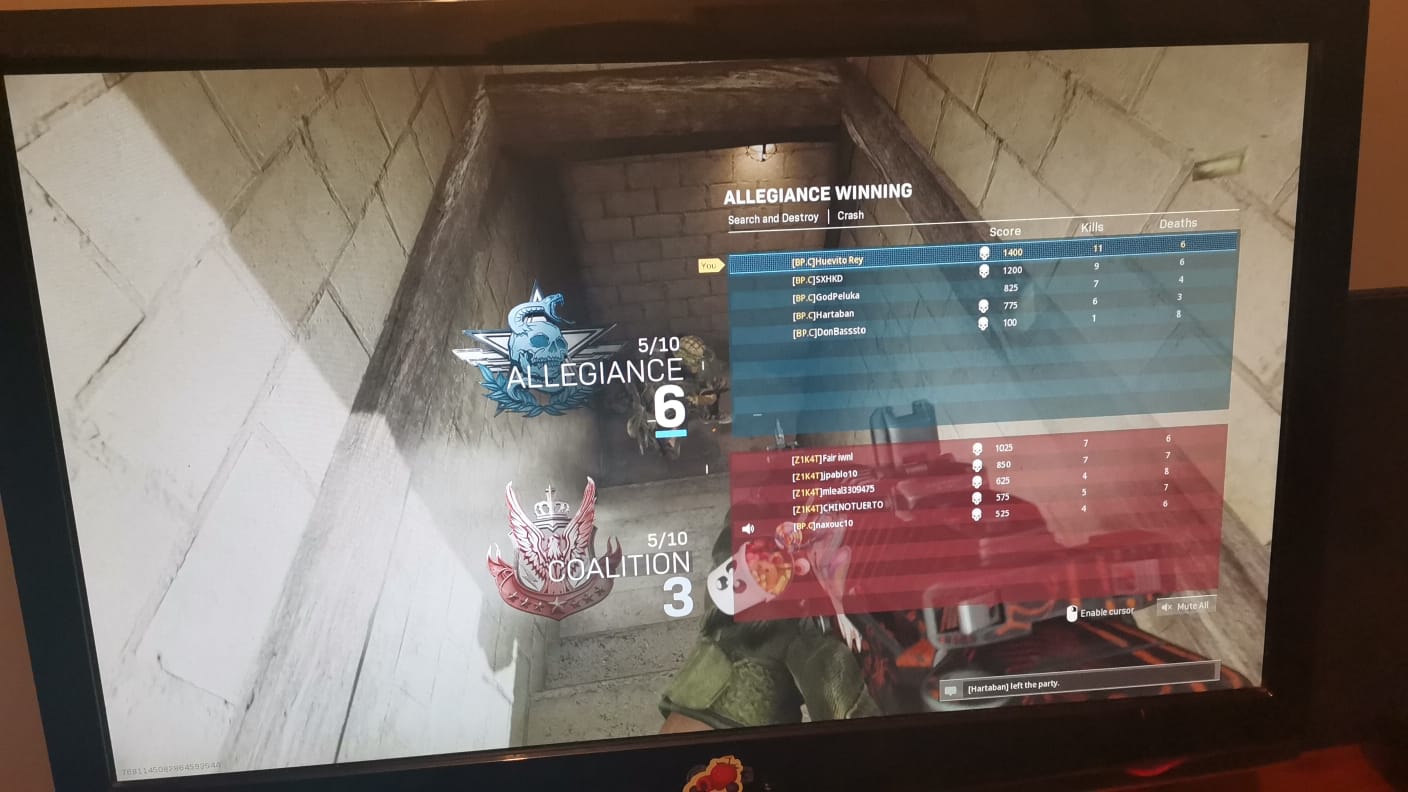 ALLEGIANCE WINNING
Search and Destroy | Crash
Score Kills Deaths
You [BP.C]Huevito Rey 1400 11 6
[BP.C]SXHKD 1200 9 6
[BP.C]GodPeluka 825 7 4
[BP.C]Hartaban 775 6 3
[BP.C]DonBasssto 100 1 8
5/10
ALLEGIANCE
6
[Z1K4T]Fair iwnl 1025 7 6
[Z1K4T]jpablo10 850 7 7
[Z1K4T]mleal3309475 625 4 8
[Z1K4T]CHINOTUERTO 575 5 7
[BP.C]naxouc10 525 4 6
5/10
COALITION
3
Enable cursor
Mute All
[Hartaban] left the party.